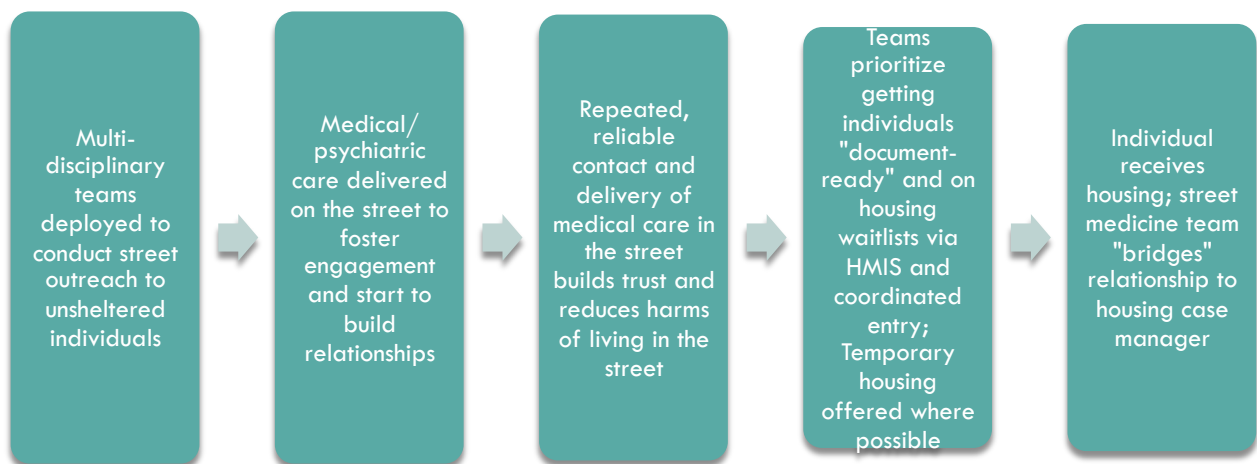 Multi-
disciplinary
teams
deployed to
conduct street
outreach to
unsheltered
individuals
Medical/
psychiatric
care delivered
on the street to
foster
engagement
and start to
build
relationships
Repeated,
reliable
contact and
delivery of
medical care in
the street
builds trust and
reduces harms
of living in the
street
Teams
prioritize
getting
individuals
"document-
ready" and on
housing
waitlists via
HMIS and
coordinated
entry;
Temporary
housing
offered where
possible
Individual
receives
housing; street
medicine team
"bridges"
relationship to
housing case
manager